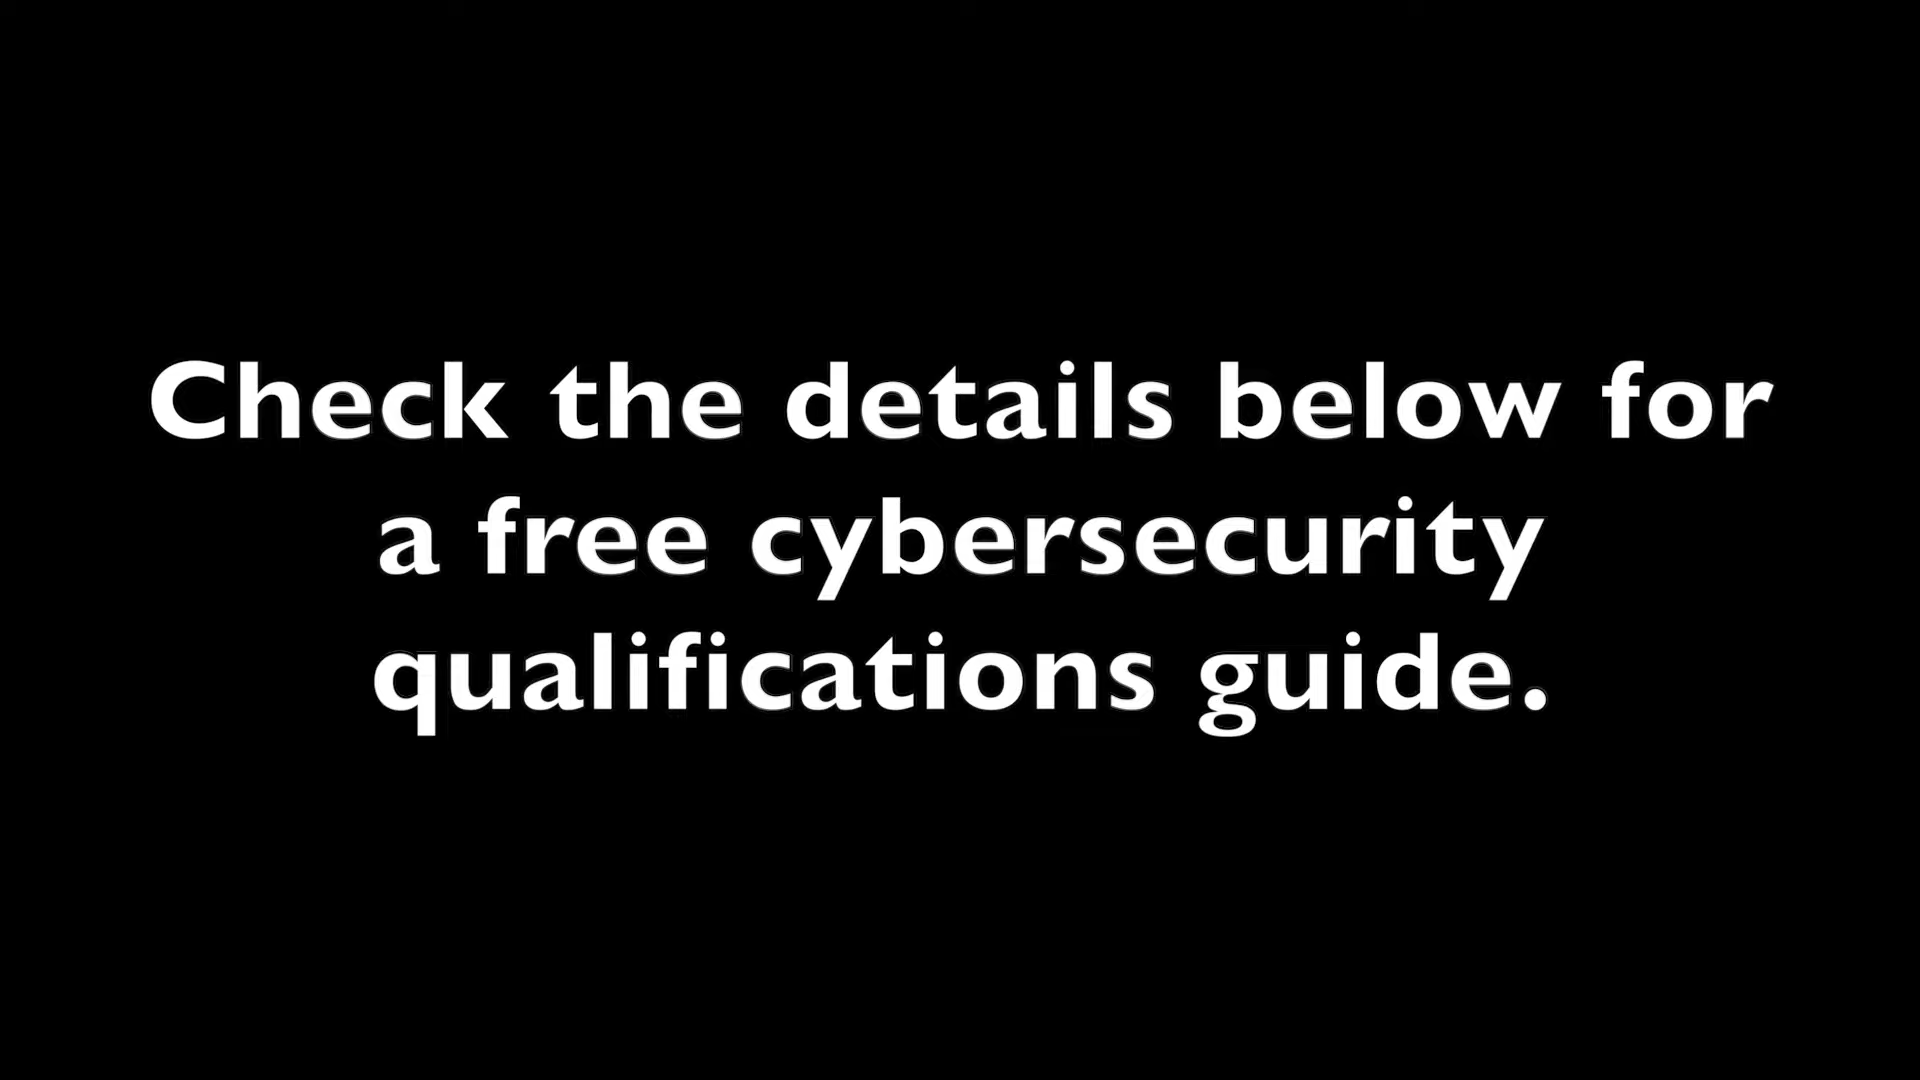 Check the details below for
a free cybersecurity
qualifications guide.